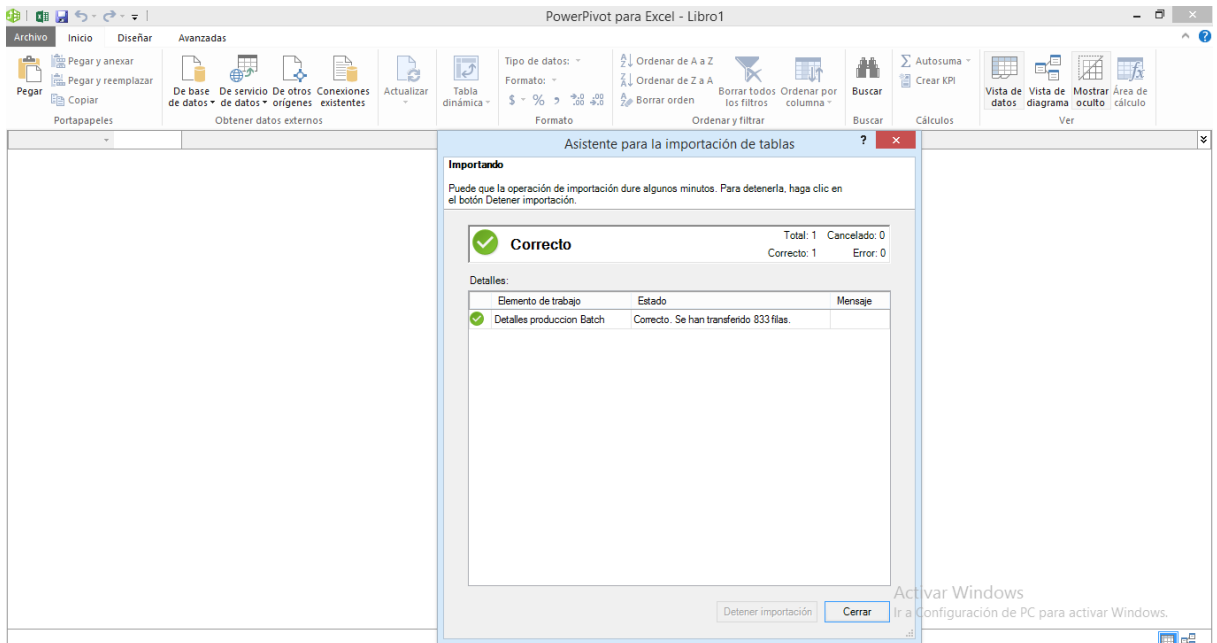 PowerPivot para Excel - Libro1
Archivo Inicio Diseñar Avanzadas
Pegar
Pegar y anexar
Pegar y reemplazar
Copiar
Portapapeles
De base de datos
De servicio de datos
De otros orígenes
Conexiones existentes
Obtener datos externos
Actualizar
Tabla dinámica
Tipo de datos:
Formato:
$ % , .00
Formato
Ordenar de A a Z
Ordenar de Z a A
Borrar orden
Borrar todos los filtros
Ordenar por columna
Ordenar y filtrar
Buscar
Buscar
Autosuma
Crear KPI
Cálculos
Vista de datos
Vista de diagrama
Mostrar oculto
Área de cálculo
Ver
Asistente para la importación de tablas
Importando
Puede que la operación de importación dure algunos minutos. Para detenerla, haga clic en
el botón Detener importación.
Correcto
Total: 1 Cancelado: 0
Correcto: 1 Error: 0
Detalles:
Elemento de trabajo Estado Mensaje
Detalles produccion Batch Correcto. Se han transferido 833 filas.
Detener importación Cerrar
Activar Windows
Ir a Configuración de PC para activar Windows.